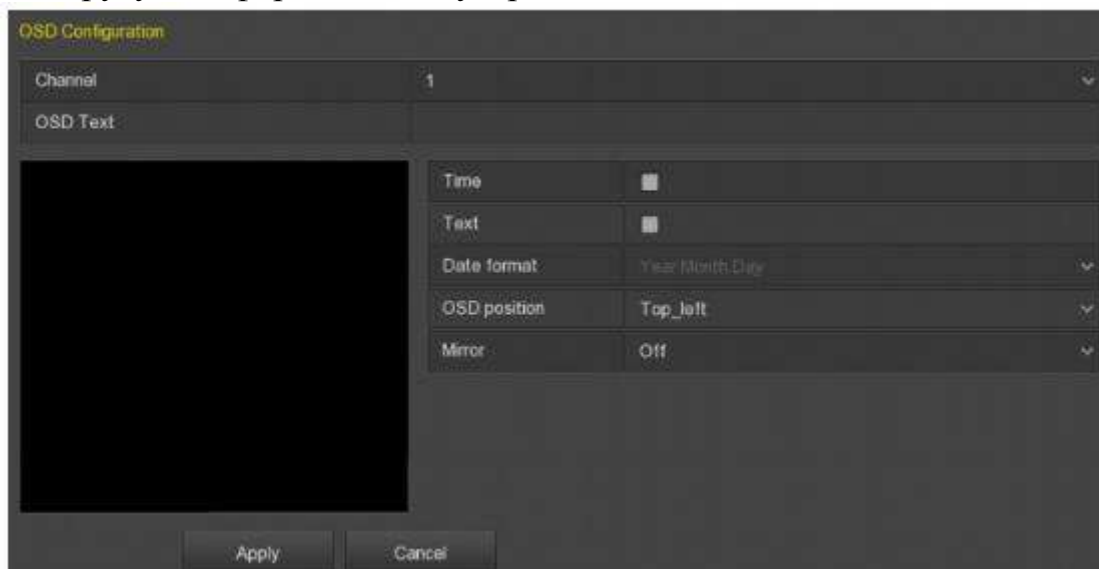 OSD Configuration
Channel 1
OSD Text
Time
Text
Date format Year Month Day
OSD position Top_left
Mirror Off
Apply Cancel